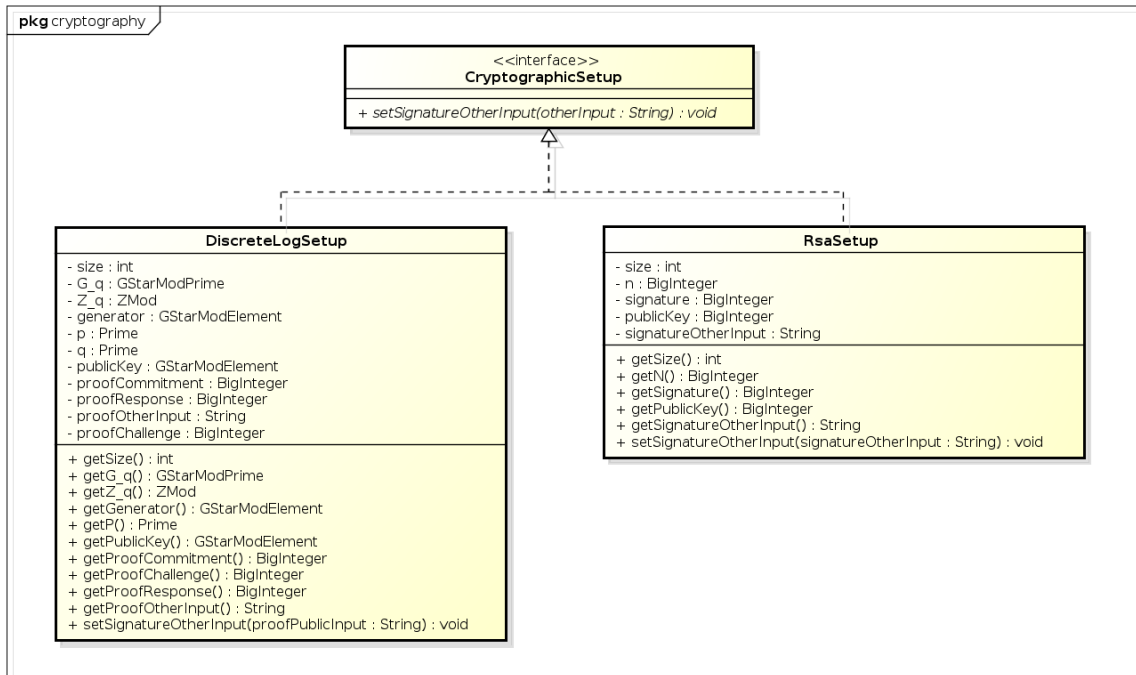 pkg cryptography
<<interface>>
CryptographicSetup
+ setSignatureOtherInput(otherInput : String) : void
DiscreteLogSetup
- size : int
- G_q : GStarModPrime
- Z_q : ZMod
- generator : GStarModElement
- p : Prime
- q : Prime
- publicKey : GStarModElement
- proofCommitment : BigInteger
- proofResponse : BigInteger
- proofOtherInput : String
- proofChallenge : BigInteger
+ getSize() : int
+ getG_q() : GStarModPrime
+ getZ_q() : ZMod
+ getGenerator() : GStarModElement
+ getP() : Prime
+ getPublicKey() : GStarModElement
+ getProofCommitment() : BigInteger
+ getProofChallenge() : BigInteger
+ getProofResponse() : BigInteger
+ getProofOtherInput() : String
+ setSignatureOtherInput(proofPublicInput : String) : void
RsaSetup
- size : int
- n : BigInteger
- signature : BigInteger
- publicKey : BigInteger
- signatureOtherInput : String
+ getSize() : int
+ getN() : BigInteger
+ getSignature() : BigInteger
+ getPublicKey() : BigInteger
+ getSignatureOtherInput() : String
+ setSignatureOtherInput(signatureOtherInput : String) : void